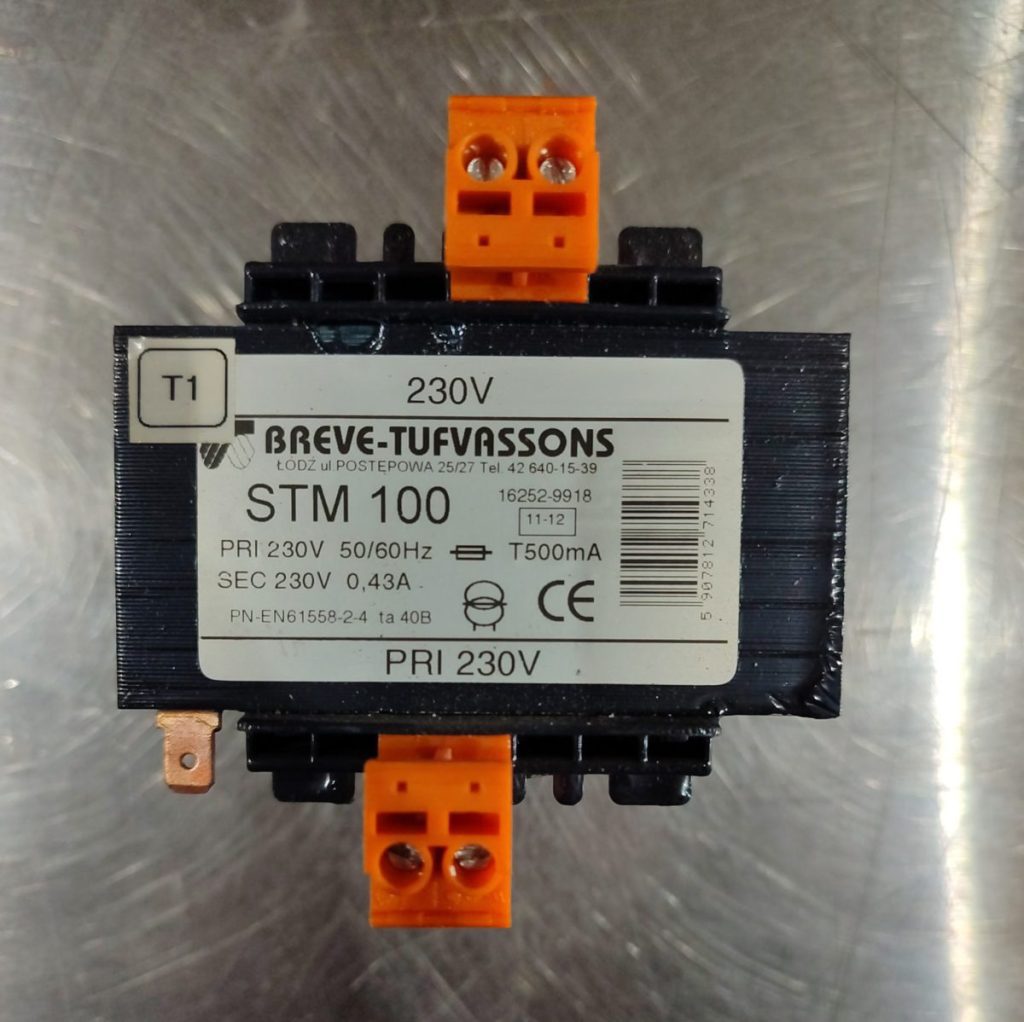 230V
T1
BREVE-TUFVASSONS
ŁÓDŹ ul.POSTĘPOWA 25/27 Tel. 42 640-15-39
STM 100
16252-9918
11-12
PRI 230V 50/60Hz T500mA
SEC 230V 0,43A
CE
PN-EN61558-2-4 ta 40B
5 907812 714338
PRI 230V